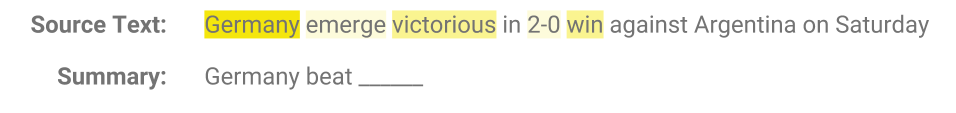 Source Text: Germany emerge victorious in 2-0 win against Argentina on Saturday
Summary: Germany beat ______